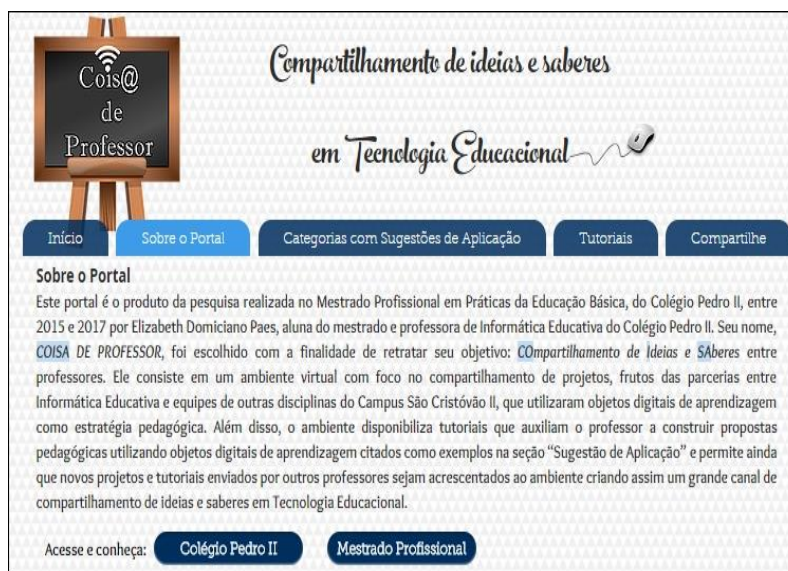 Cois@
de
Professor
Compartilhamento de ideias e saberes
em Tecnologia Educacional
Início Sobre o Portal Categorias com Sugestões de Aplicação Tutoriais Compartilhe
Sobre o Portal
Este portal é o produto da pesquisa realizada no Mestrado Profissional em Práticas da Educação Básica, do Colégio Pedro II, entre
2015 e 2017 por Elizabeth Domiciano Paes, aluna do mestrado e professora de Informática Educativa do Colégio Pedro II. Seu nome,
COISA DE PROFESSOR, foi escolhido com a finalidade de retratar seu objetivo: COmpartilhamento de Ideias e SAberes entre
professores. Ele consiste em um ambiente virtual com foco no compartilhamento de projetos, frutos das parcerias entre
Informática Educativa e equipes de outras disciplinas do Campus São Cristóvão II, que utilizaram objetos digitais de aprendizagem
como estratégia pedagógica. Além disso, o ambiente disponibiliza tutoriais que auxiliam o professor a construir propostas
pedagógicas utilizando objetos digitais de aprendizagem citados como exemplos na seção “Sugestão de Aplicação” e permite ainda
que novos projetos e tutoriais enviados por outros professores sejam acrescentados ao ambiente criando assim um grande canal de
compartilhamento de ideias e saberes em Tecnologia Educacional.
Acesse e conheça: Colégio Pedro II Mestrado Profissional